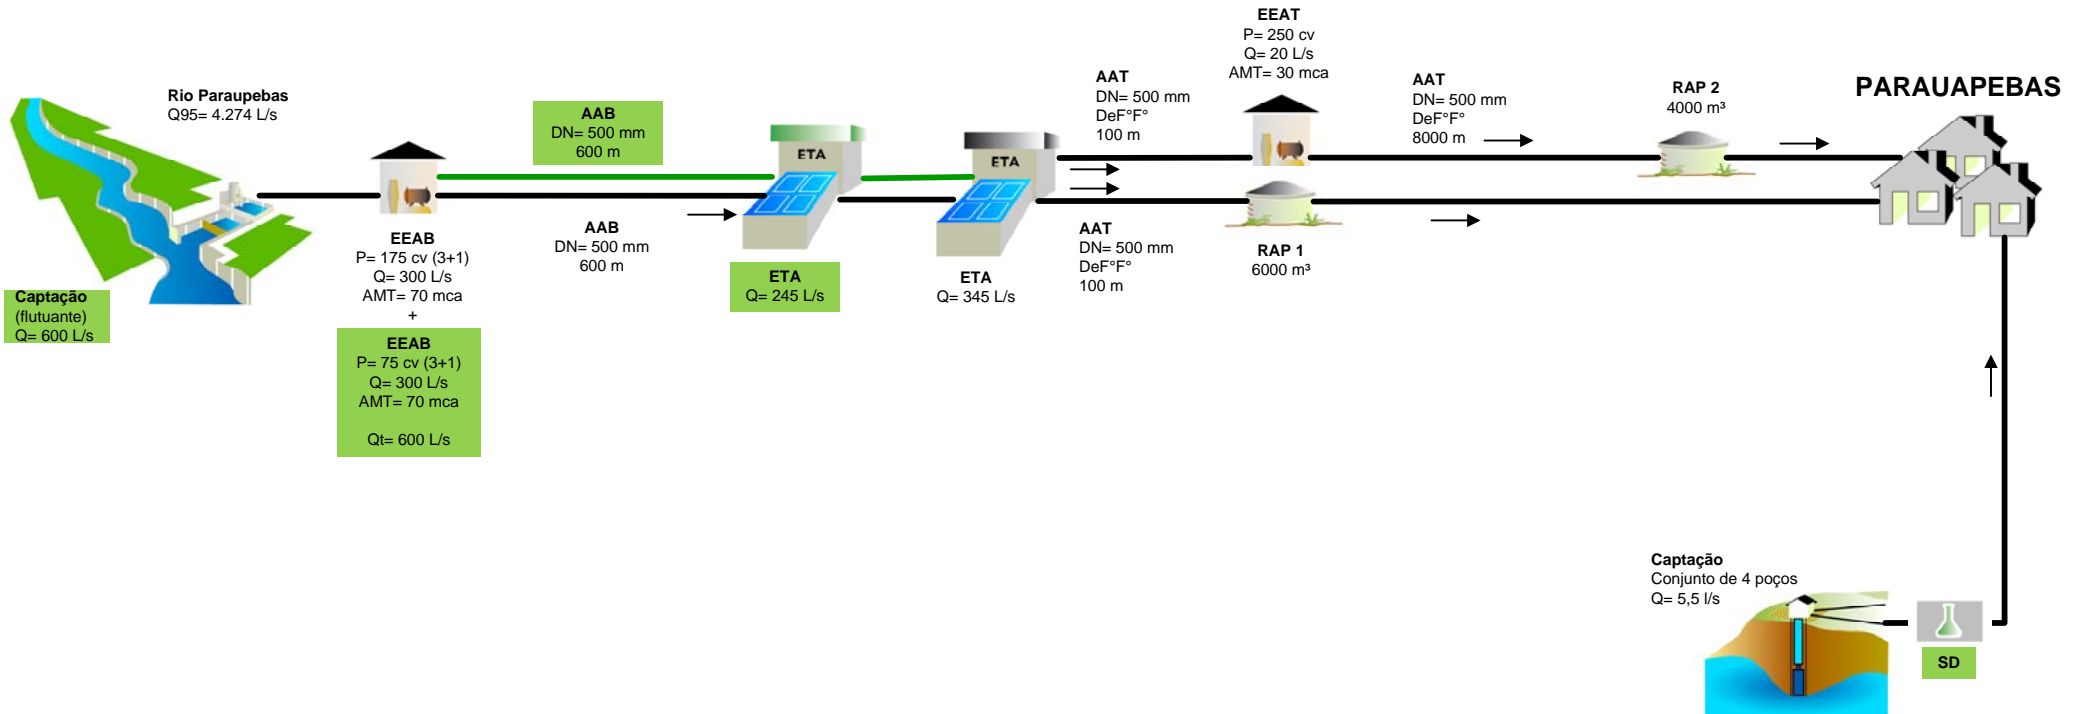 Rio Paraupebas
Q95= 4.274 L/s
Captação
(flutuante)
Q= 600 L/s
EEAB
P= 175 cv (3+1)
Q= 300 L/s
AMT= 70 mca
+
EEAB
P= 75 cv (3+1)
Q= 300 L/s
AMT= 70 mca
Qt= 600 L/s
AAB
DN= 500 mm
600 m
AAB
DN= 500 mm
600 m
ETA
ETA
Q= 245 L/s
ETA
ETA
Q= 345 L/s
AAT
DN= 500 mm
DeF°F°
100 m
AAT
DN= 500 mm
DeF°F°
100 m
EEAT
P= 250 cv
Q= 20 L/s
AMT= 30 mca
RAP 1
6000 m³
AAT
DN= 500 mm
DeF°F°
8000 m
RAP 2
4000 m³
PARAUAPEBAS
Captação
Conjunto de 4 poços
Q= 5,5 l/s
SD